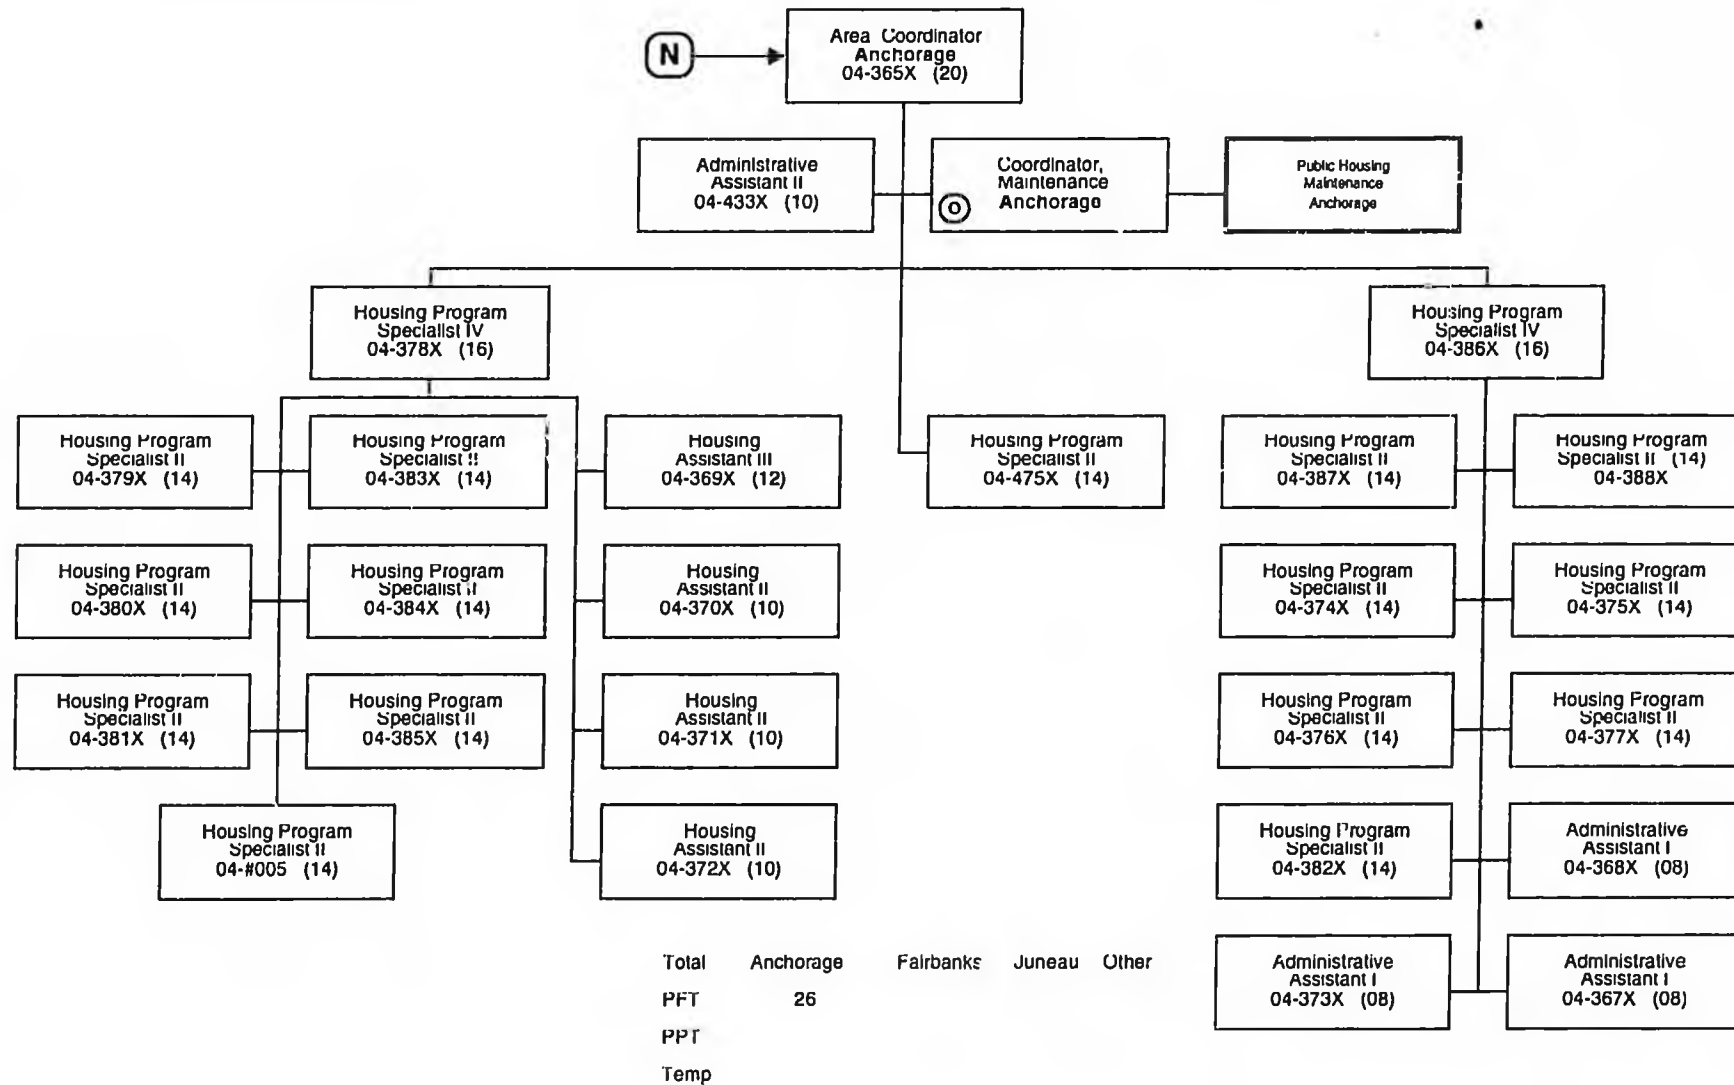 N
Area Coordinator
Anchorage
04-365X (20)
Administrative
Assistant II
04-433X (10)
Coordinator,
Maintenance
Anchorage
O
Public Housing
Maintenance
Anchorage
Housing Program
Specialist IV
04-378X (16)
Housing Program
Specialist IV
04-386X (16)
Housing Program
Specialist II
04-379X (14)
Housing Program
Specialist II
04-383X (14)
Housing
Assistant III
04-369X (12)
Housing Program
Specialist II
04-475X (14)
Housing Program
Specialist II
04-387X (14)
Housing Program
Specialist II (14)
04-388X
Housing Program
Specialist II
04-380X (14)
Housing Program
Specialist II
04-384X (14)
Housing
Assistant II
04-370X (10)
Housing Program
Specialist II
04-374X (14)
Housing Program
Specialist II
04-375X (14)
Housing Program
Specialist II
04-381X (14)
Housing Program
Specialist II
04-385X (14)
Housing
Assistant II
04-371X (10)
Housing Program
Specialist II
04-376X (14)
Housing Program
Specialist II
04-377X (14)
Housing Program
Specialist II
04-#005 (14)
Housing
Assistant II
04-372X (10)
Housing Program
Specialist II
04-382X (14)
Administrative
Assistant I
04-368X (08)
Administrative
Assistant I
04-373X (08)
Administrative
Assistant I
04-367X (08)
Total Anchorage Fairbanks Juneau Other
PFT 26
PPT
Temp